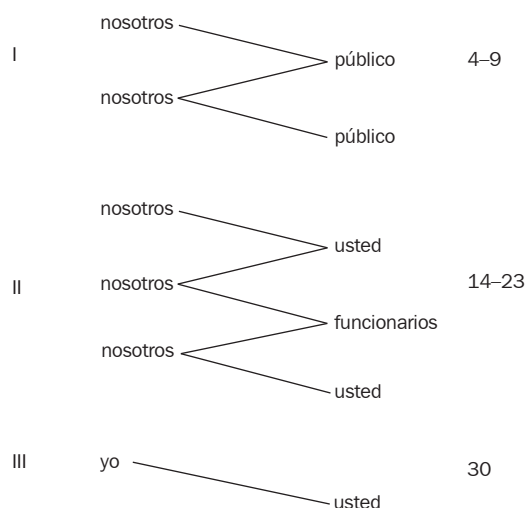 nosotros
I
público
4–9
nosotros
público
nosotros
usted
II
nosotros
14–23
funcionarios
nosotros
usted
III
yo
30
usted